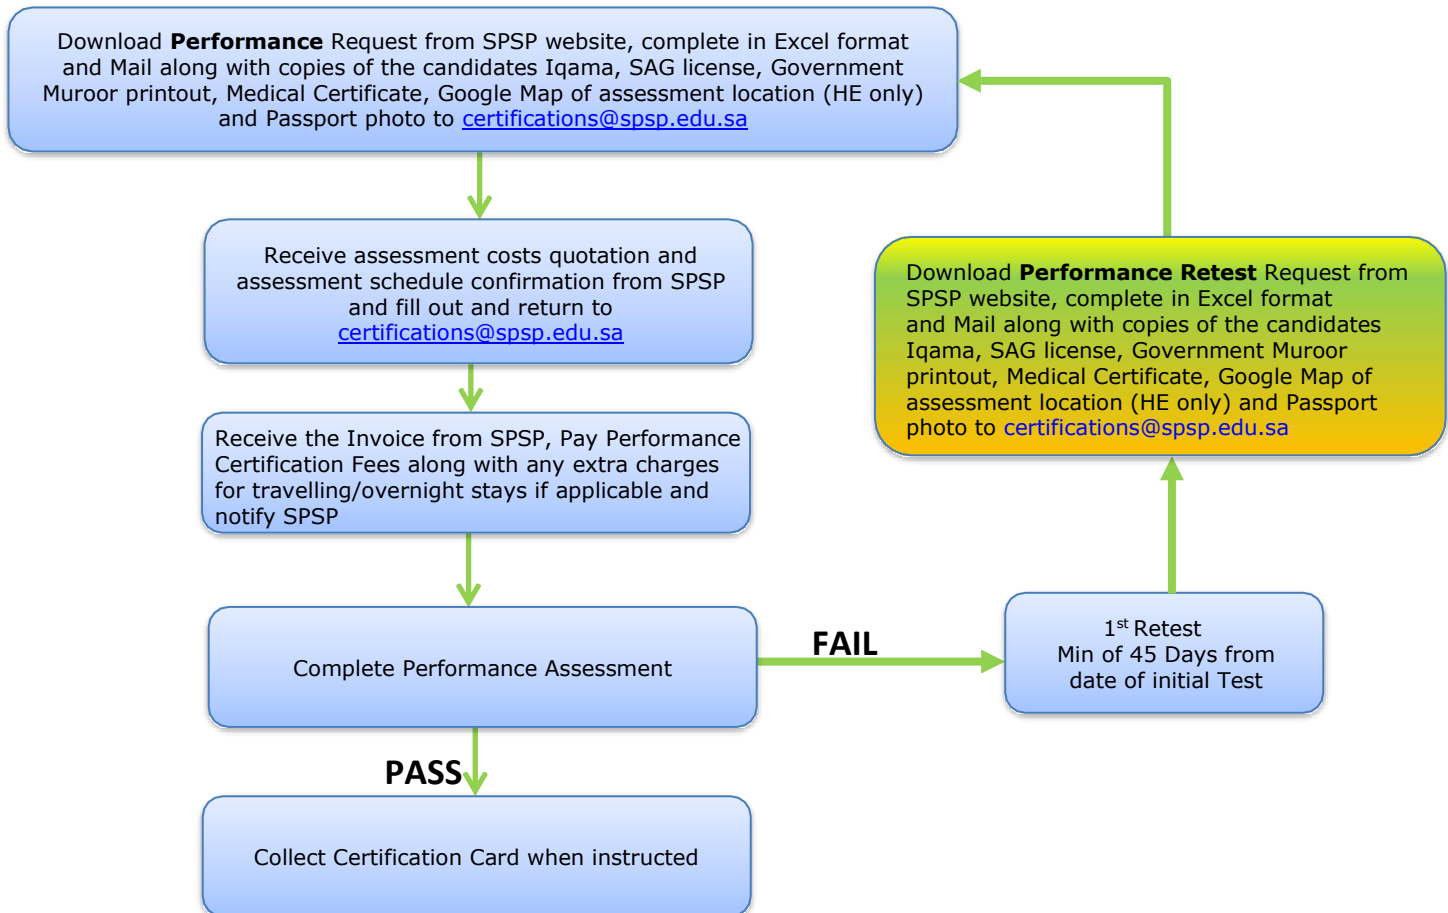 Download Performance Request from SPSP website, complete in Excel format
and Mail along with copies of the candidates Iqama, SAG license, Government
Muroor printout, Medical Certificate, Google Map of assessment location (HE only)
and Passport photo to certifications@spsp.edu.sa
Receive assessment costs quotation and
assessment schedule confirmation from SPSP
and fill out and return to
certifications@spsp.edu.sa
Download Performance Retest Request from
SPSP website, complete in Excel format
and Mail along with copies of the candidates
Iqama, SAG license, Government Muroor
printout, Medical Certificate, Google Map of
assessment location (HE only) and Passport
photo to certifications@spsp.edu.sa
Receive the Invoice from SPSP, Pay Performance
Certification Fees along with any extra charges
for travelling/overnight stays if applicable and
notify SPSP
Complete Performance Assessment
FAIL
1st Retest
Min of 45 Days from
date of initial Test
PASS
Collect Certification Card when instructed